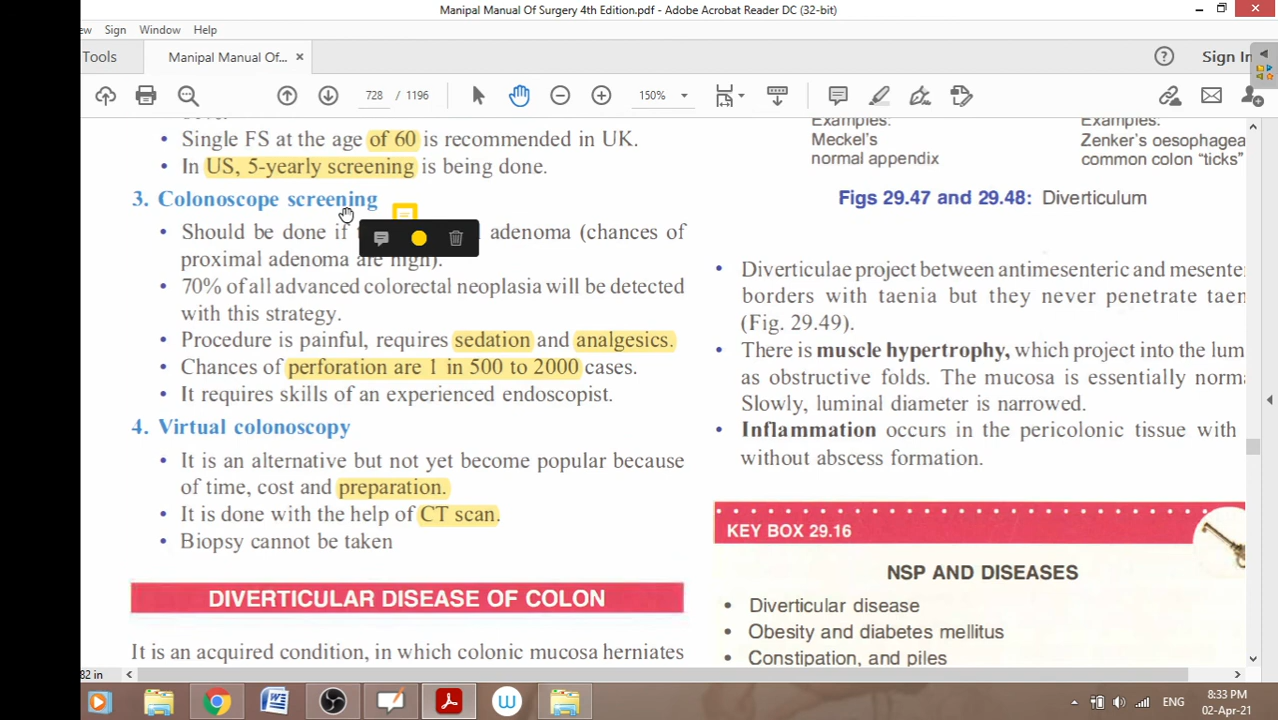 Manipal Manual Of Surgery 4th Edition.pdf - Adobe Acrobat Reader DC (32-bit)
Sign Window Help
Tools
Manipal Manual Of... ×
Sign In
728 / 1196
150%
• Single FS at the age of 60 is recommended in UK.
• In US, 5-yearly screening is being done.
3. Colonoscope screening
• Should be done if adenoma (chances of
proximal adenoma are high).
• 70% of all advanced colorectal neoplasia will be detected
with this strategy.
• Procedure is painful, requires sedation and analgesics.
• Chances of perforation are 1 in 500 to 2000 cases.
• It requires skills of an experienced endoscopist.
4. Virtual colonoscopy
• It is an alternative but not yet become popular because
of time, cost and preparation.
• It is done with the help of CT scan.
• Biopsy cannot be taken
DIVERTICULAR DISEASE OF COLON
It is an acquired condition, in which colonic mucosa herniates
Examples:
Meckel's
normal appendix
Examples:
Zenker's oesophagea
common colon "ticks"
Figs 29.47 and 29.48: Diverticulum
• Diverticulae project between antimesenteric and mesente
borders with taenia but they never penetrate taen
(Fig. 29.49).
• There is muscle hypertrophy, which project into the lum
as obstructive folds. The mucosa is essentially norm
Slowly, luminal diameter is narrowed.
• Inflammation occurs in the pericolonic tissue with
without abscess formation.
KEY BOX 29.16
NSP AND DISEASES
• Diverticular disease
• Obesity and diabetes mellitus
• Constipation, and piles
82 in
ENG
8:33 PM
02-Apr-21